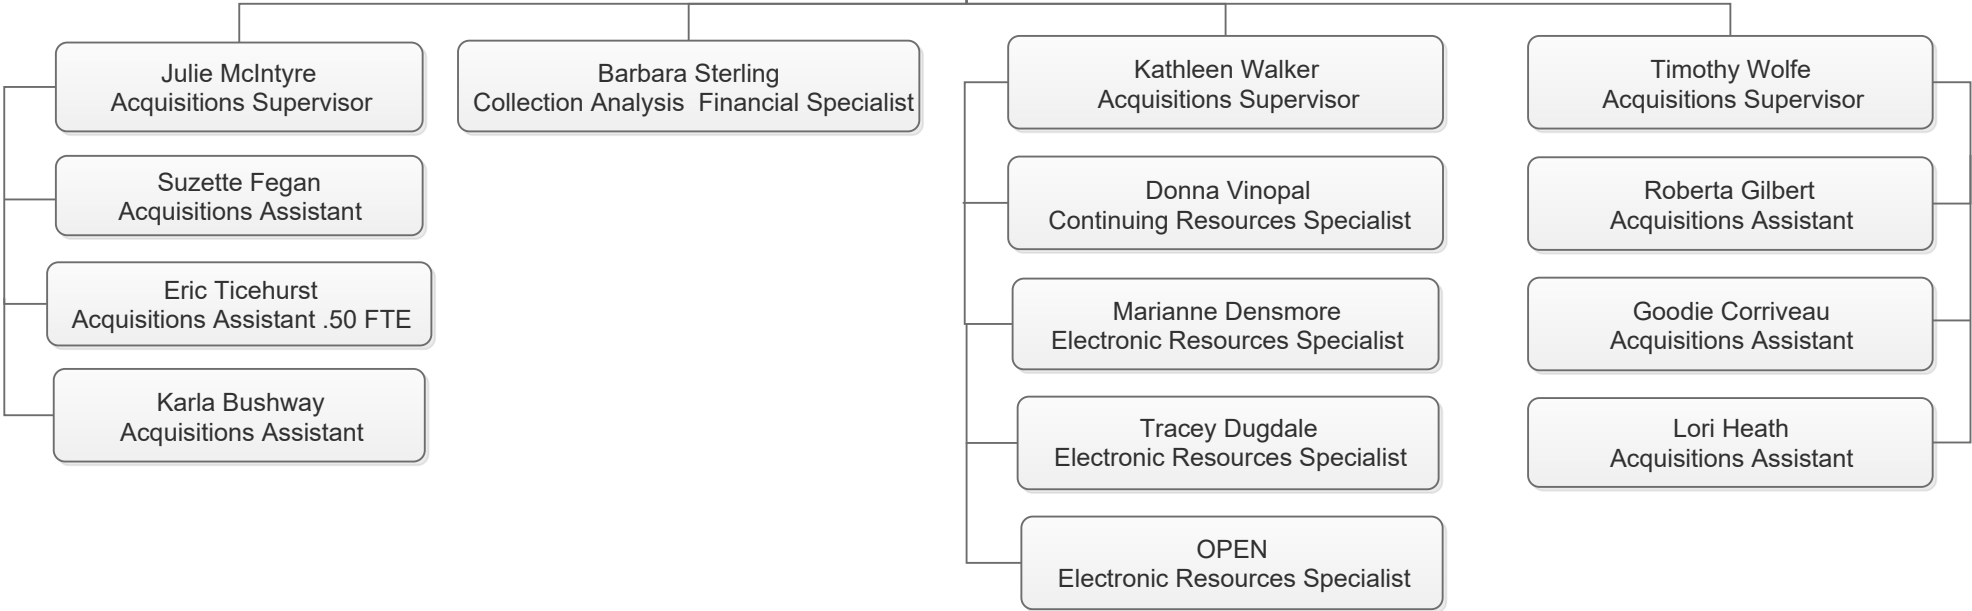 Julie McIntyre
Acquisitions Supervisor
Suzette Fegan
Acquisitions Assistant
Eric Ticehurst
Acquisitions Assistant .50 FTE
Karla Bushway
Acquisitions Assistant
Barbara Sterling
Collection Analysis  Financial Specialist
Kathleen Walker
Acquisitions Supervisor
Donna Vinopal
Continuing Resources Specialist
Marianne Densmore
Electronic Resources Specialist
Tracey Dugdale
Electronic Resources Specialist
OPEN
Electronic Resources Specialist
Timothy Wolfe
Acquisitions Supervisor
Roberta Gilbert
Acquisitions Assistant
Goodie Corriveau
Acquisitions Assistant
Lori Heath
Acquisitions Assistant